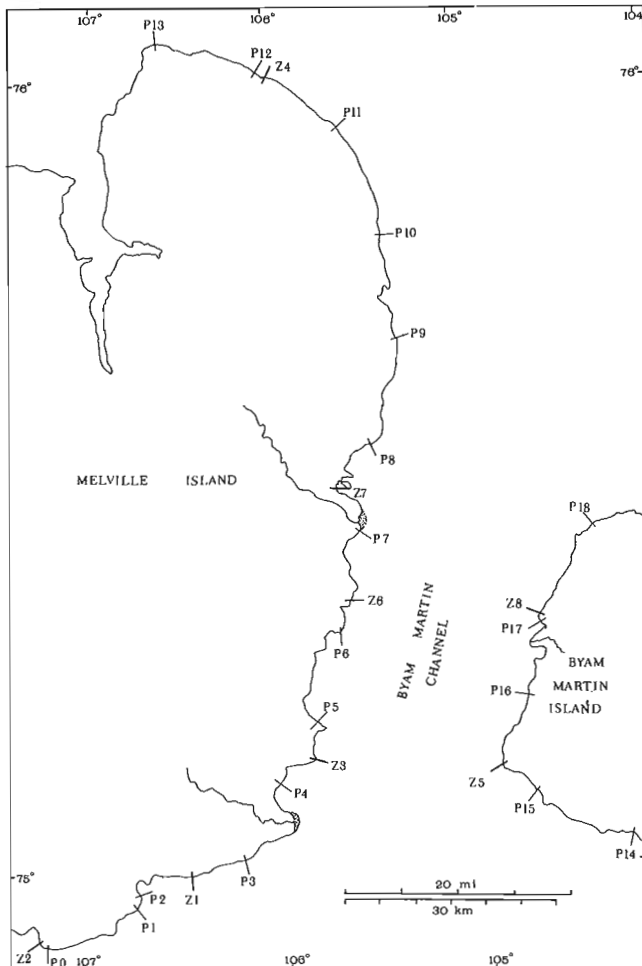 107°
106°
105°
104°
P13
P12
Z4
76°
76°
P11
P10
P9
P8
MELVILLE ISLAND
Z7
P7
P18
Z6
Z8
P17
P6
BYAM MARTIN
CHANNEL
BYAM
MARTIN
ISLAND
P16
P5
Z3
Z5
P4
P15
P14
P3
75°
20 mi
P2
Z1
30 km
P1
Z2
P0
107°
106°
105°